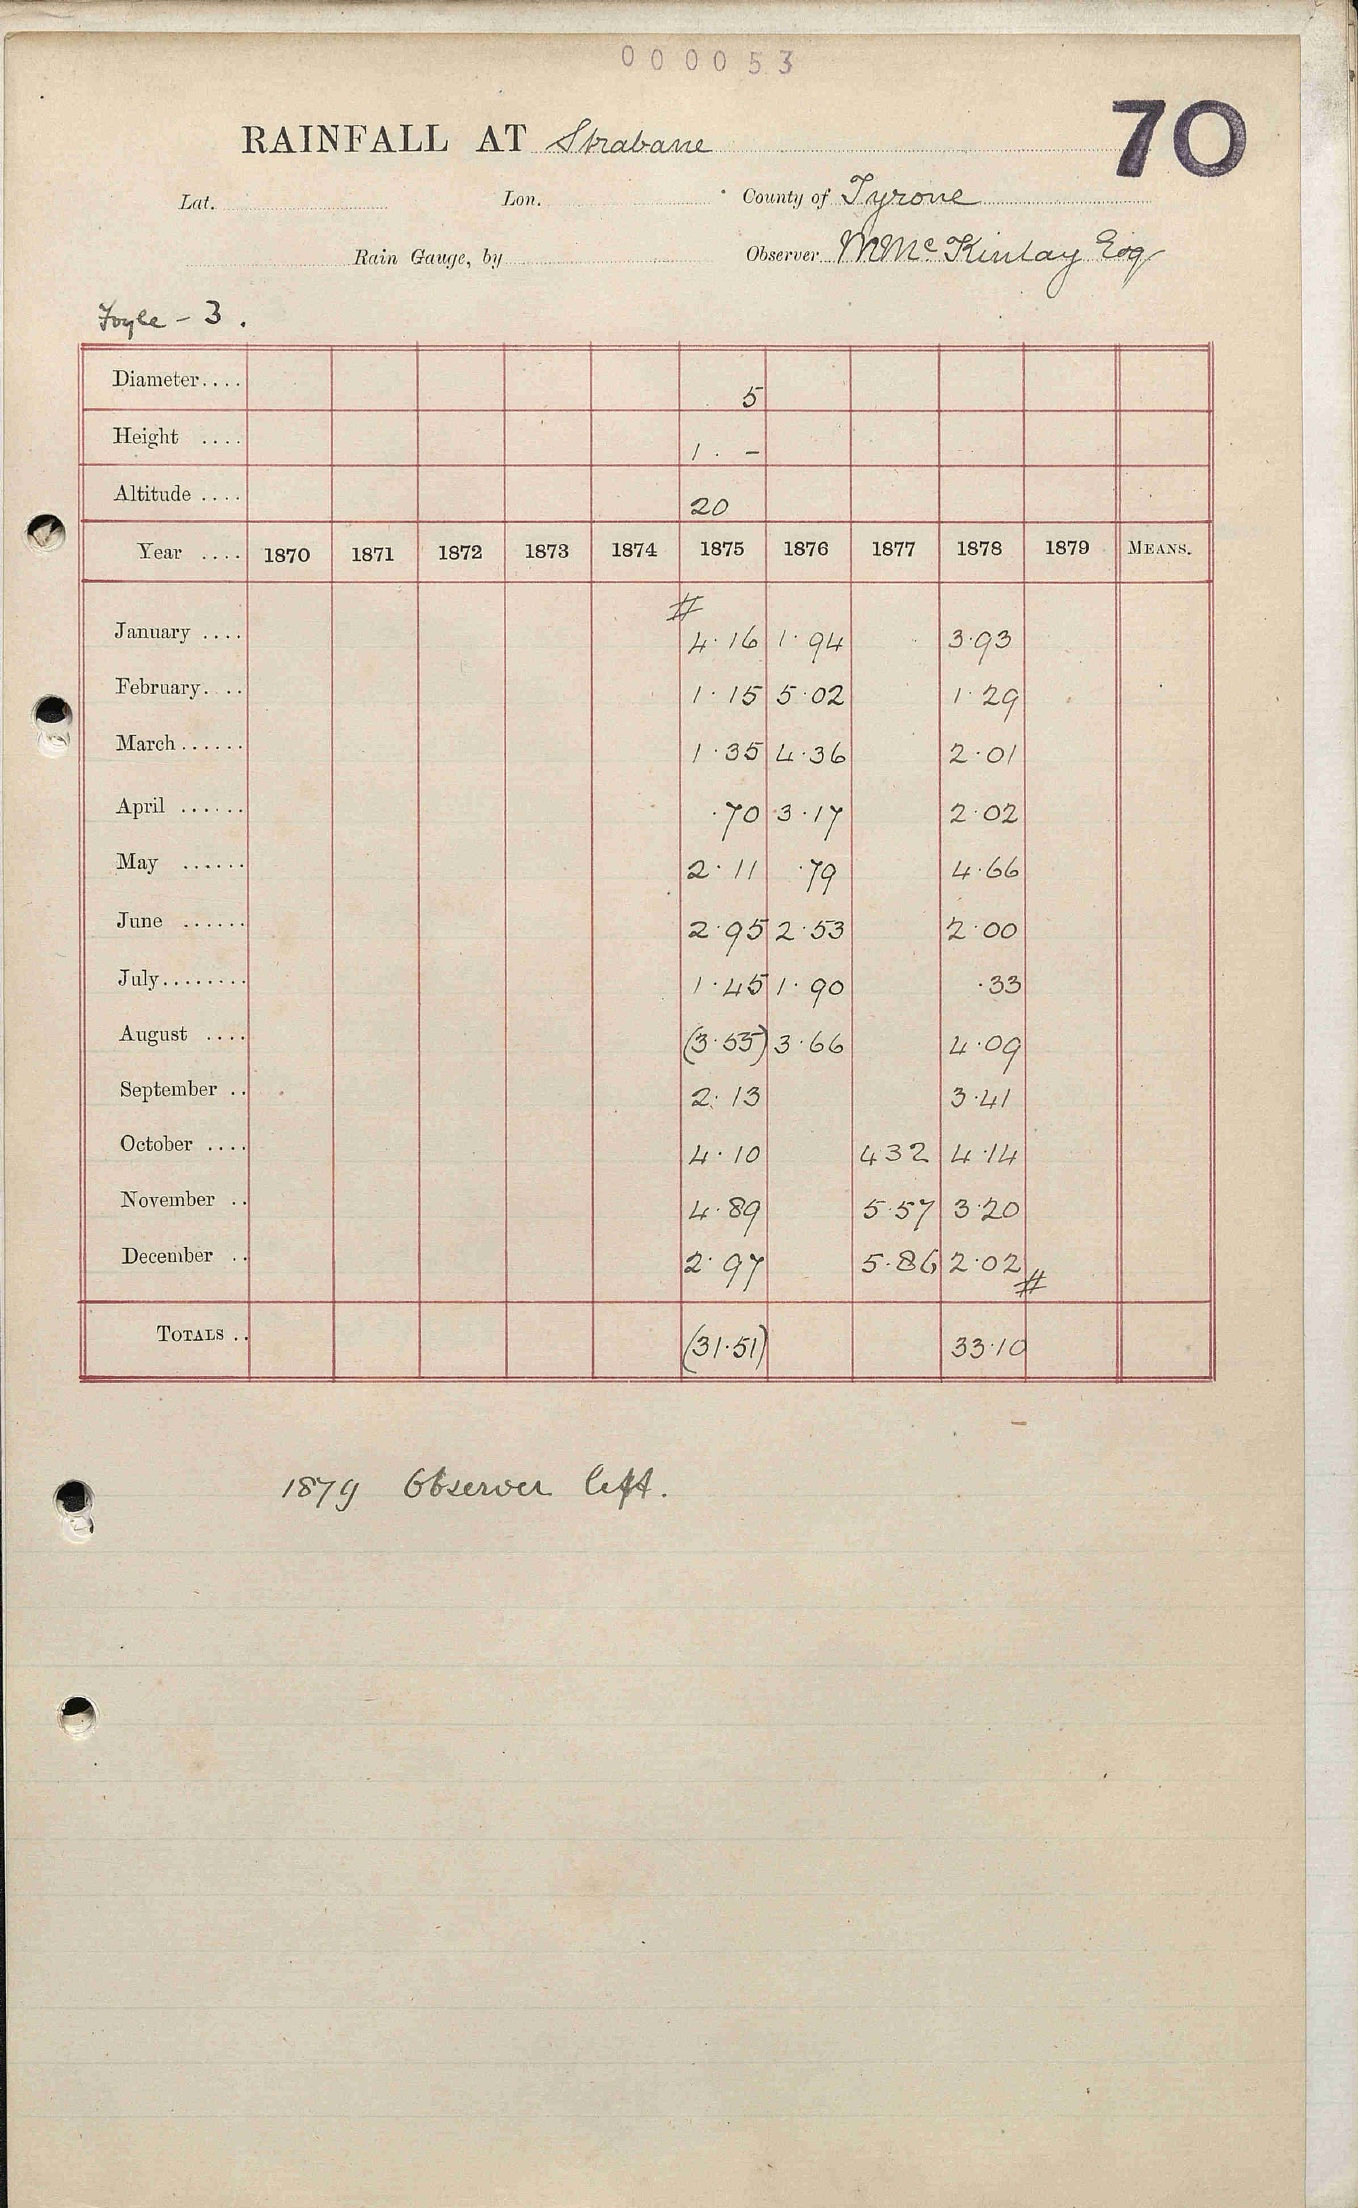 000053
70
RAINFALL AT Strabane
Lat. Lon. County of Tyrone
Rain Gauge, by Observer M McKinlay Esq
Foyle - 3.
Diameter.... 5
Height .... 1 . -
Altitude .... 20
Year .... 1870 1871 1872 1873 1874 1875 1876 1877 1878 1879 MEANS.
#
January .... 4.16 1.94 3.93
February.... 1.15 5.02 1.29
March...... 1.35 4.36 2.01
April ...... .70 3.17 2.02
May ...... 2.11 .79 4.66
June ...... 2.95 2.53 2.00
July........ 1.45 1.90 .33
August .... (3.55) 3.66 4.09
September .. 2.13 3.41
October .... 4.10 432 4.14
November .. 4.89 5.57 3.20
December .. 2.97 5.86 2.02 #
TOTALS .. (31.51) 33.10
1879 Observer left.